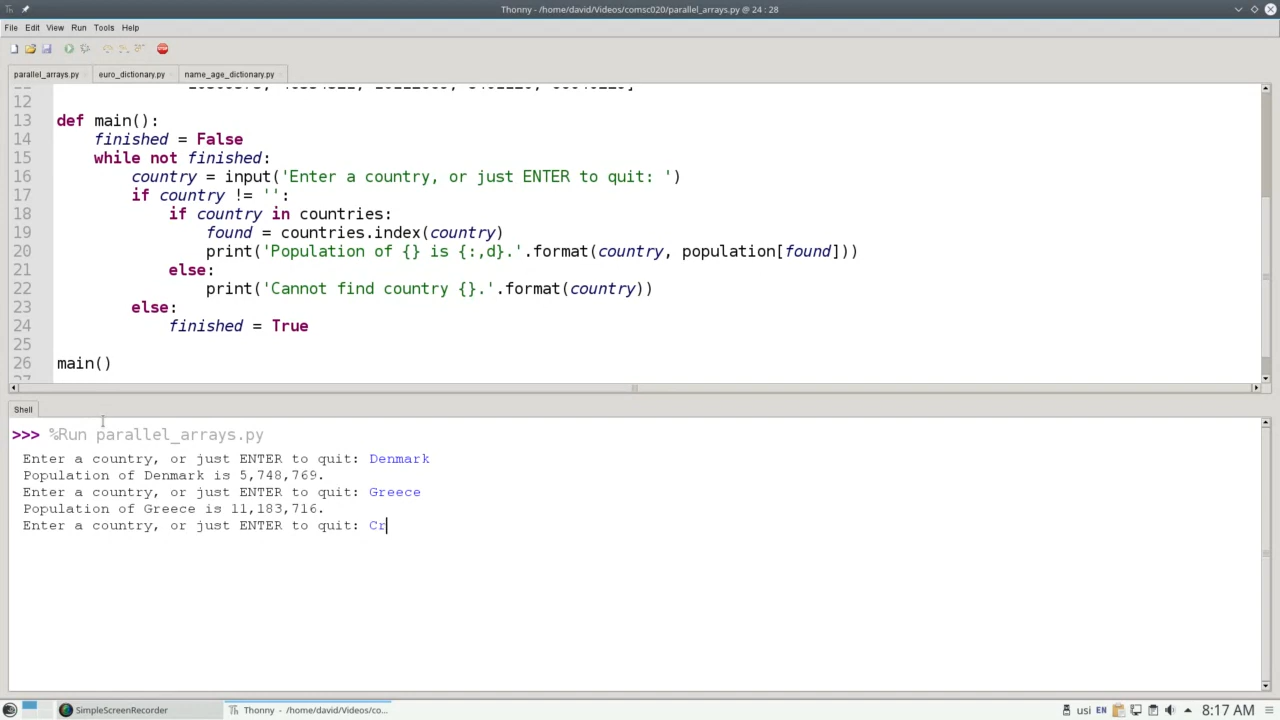 Thonny - /home/david/Videos/comsc020/parallel_arrays.py @ 24 : 28
File Edit View Run Tools Help
parallel_arrays.py euro_dictionary.py name_age_dictionary.py
12
13 def main():
14 finished = False
15 while not finished:
16 country = input('Enter a country, or just ENTER to quit: ')
17 if country != '':
18 if country in countries:
19 found = countries.index(country)
20 print('Population of {} is {:,d}.'.format(country, population[found]))
21 else:
22 print('Cannot find country {}.'.format(country))
23 else:
24 finished = True
25
26 main()
Shell
>>> %Run parallel_arrays.py
Enter a country, or just ENTER to quit: Denmark
Population of Denmark is 5,748,769.
Enter a country, or just ENTER to quit: Greece
Population of Greece is 11,183,716.
Enter a country, or just ENTER to quit: Cr
SimpleScreenRecorder Thonny - /home/david/Videos/co... usi EN 8:17 AM